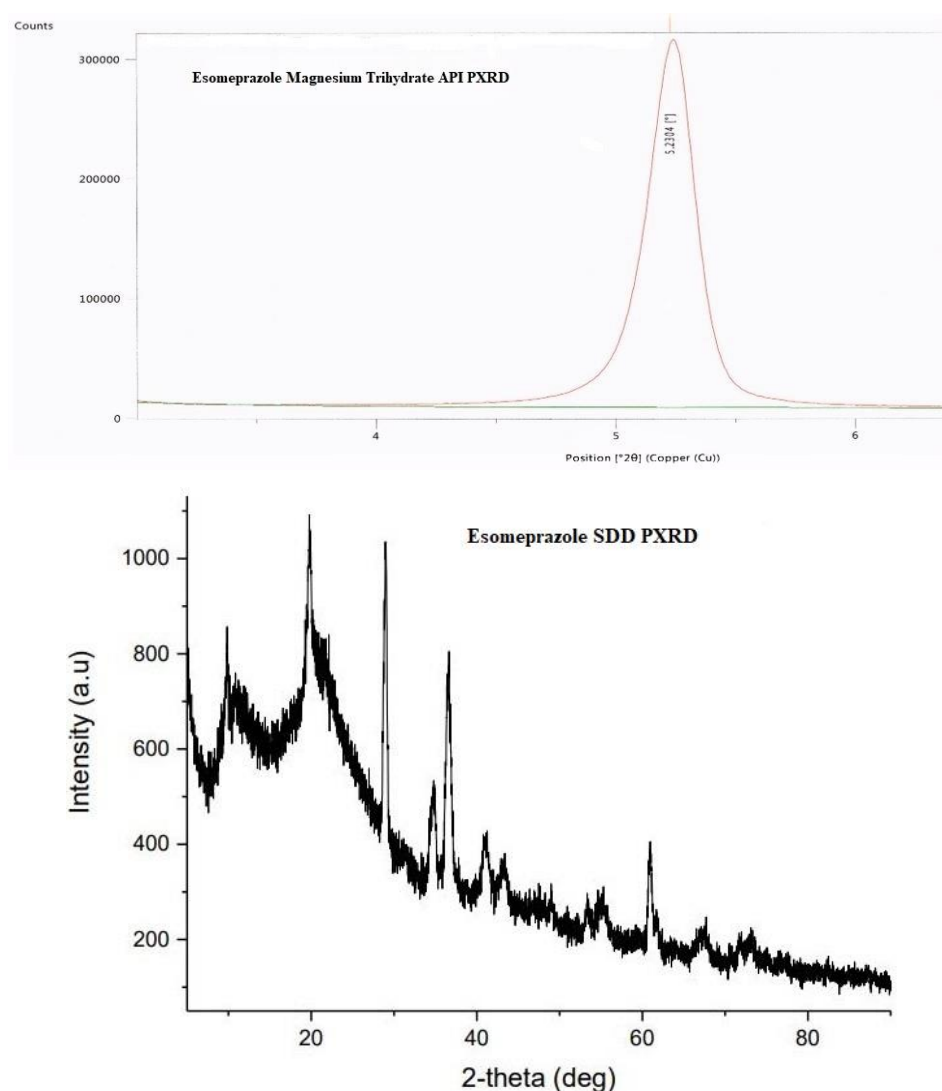 Counts
300000
Esomeprazole Magnesium Trihydrate API PXRD
5.2304 [°]
200000
100000
0
4 5 6
Position [°2θ] (Copper (Cu))
Esomeprazole SDD PXRD
1000
800
600
400
200
Intensity (a.u)
20 40 60 80
2-theta (deg)